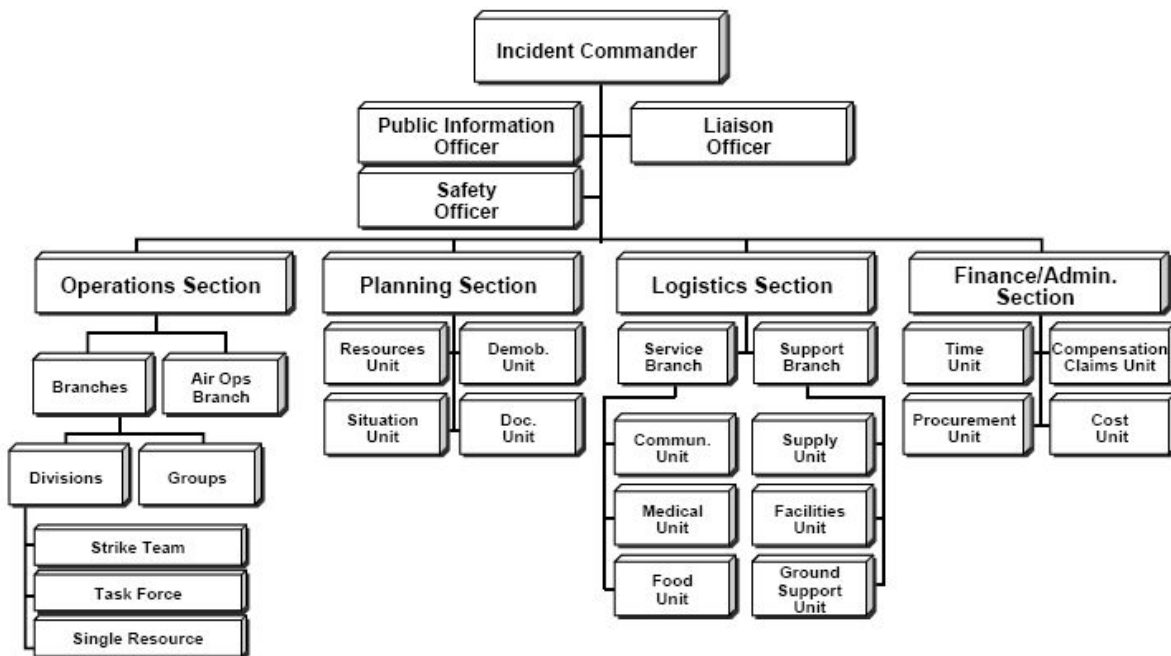 Incident Commander
Public Information
Officer
Liaison
Officer
Safety
Officer
Operations Section
Planning Section
Logistics Section
Finance/Admin.
Section
Branches
Air Ops
Branch
Resources
Unit
Demob.
Unit
Service
Branch
Support
Branch
Time
Unit
Compensation
Claims Unit
Situation
Unit
Doc.
Unit
Procurement
Unit
Cost
Unit
Divisions
Groups
Commun.
Unit
Supply
Unit
Medical
Unit
Facilities
Unit
Food
Unit
Ground
Support
Unit
Strike Team
Task Force
Single Resource